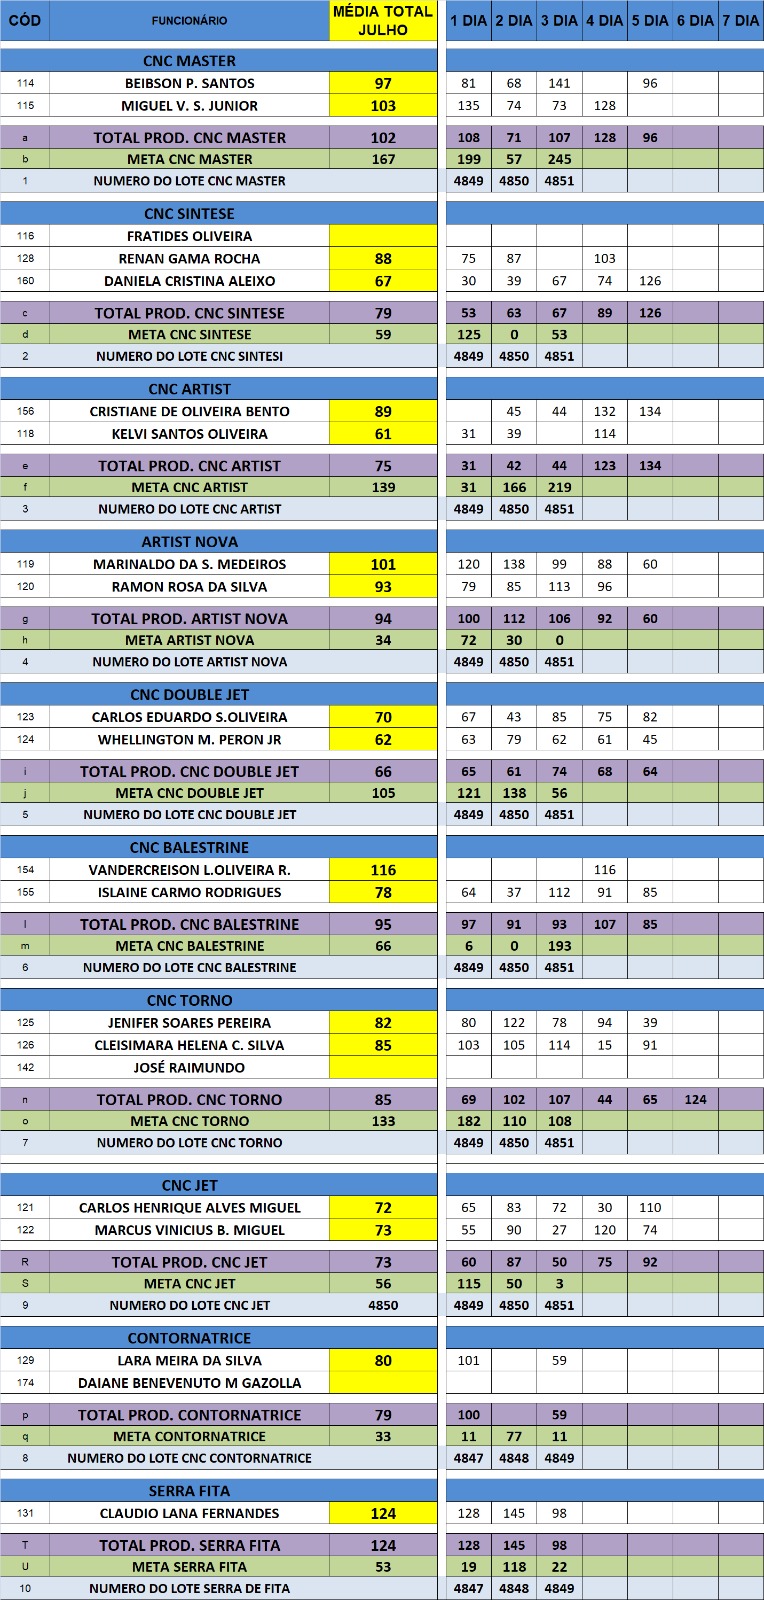 CÓD FUNCIONÁRIO MÉDIA TOTAL JULHO 1 DIA 2 DIA 3 DIA 4 DIA 5 DIA 6 DIA 7 DIA
CNC MASTER
114 BEIBSON P. SANTOS 97 81 68 141 96
115 MIGUEL V. S. JUNIOR 103 135 74 73 128
a TOTAL PROD. CNC MASTER 102 108 71 107 128 96
b META CNC MASTER 167 199 57 245
1 NUMERO DO LOTE CNC MASTER 4849 4850 4851
CNC SINTESE
116 FRATIDES OLIVEIRA
128 RENAN GAMA ROCHA 88 75 87 103
160 DANIELA CRISTINA ALEIXO 67 30 39 67 74 126
c TOTAL PROD. CNC SINTESE 79 53 63 67 89 126
d META CNC SINTESE 59 125 0 53
2 NUMERO DO LOTE CNC SINTESI 4849 4850 4851
CNC ARTIST
156 CRISTIANE DE OLIVEIRA BENTO 89 45 44 132 134
118 KELVI SANTOS OLIVEIRA 61 31 39 114
e TOTAL PROD. CNC ARTIST 75 31 42 44 123 134
f META CNC ARTIST 139 31 166 219
3 NUMERO DO LOTE CNC ARTIST 4849 4850 4851
ARTIST NOVA
119 MARINALDO DA S. MEDEIROS 101 120 138 99 88 60
120 RAMON ROSA DA SILVA 93 79 85 113 96
g TOTAL PROD. ARTIST NOVA 94 100 112 106 92 60
h META ARTIST NOVA 34 72 30 0
4 NUMERO DO LOTE ARTIST NOVA 4849 4850 4851
CNC DOUBLE JET
123 CARLOS EDUARDO S.OLIVEIRA 70 67 43 85 75 82
124 WHELLINGTON M. PERON JR 62 63 79 62 61 45
i TOTAL PROD. CNC DOUBLE JET 66 65 61 74 68 64
j META CNC DOUBLE JET 105 121 138 56
5 NUMERO DO LOTE CNC DOUBLE JET 4849 4850 4851
CNC BALESTRINE
154 VANDERCREISON L.OLIVEIRA R. 116 116
155 ISLAINE CARMO RODRIGUES 78 64 37 112 91 85
l TOTAL PROD. CNC BALESTRINE 95 97 91 93 107 85
m META CNC BALESTRINE 66 6 0 193
6 NUMERO DO LOTE CNC BALESTRINE 4849 4850 4851
CNC TORNO
125 JENIFER SOARES PEREIRA 82 80 122 78 94 39
126 CLEISIMARA HELENA C. SILVA 85 103 105 114 15 91
142 JOSÉ RAIMUNDO
n TOTAL PROD. CNC TORNO 85 69 102 107 44 65 124
o META CNC TORNO 133 182 110 108
7 NUMERO DO LOTE CNC TORNO 4849 4850 4851
CNC JET
121 CARLOS HENRIQUE ALVES MIGUEL 72 65 83 72 30 110
122 MARCUS VINICIUS B. MIGUEL 73 55 90 27 120 74
R TOTAL PROD. CNC JET 73 60 87 50 75 92
S META CNC JET 56 115 50 3
9 NUMERO DO LOTE CNC JET 4850 4849 4850 4851
CONTORNATRICE
129 LARA MEIRA DA SILVA 80 101 59
174 DAIANE BENEVENUTO M GAZOLLA
p TOTAL PROD. CONTORNATRICE 79 100 59
q META CONTORNATRICE 33 11 77 11
8 NUMERO DO LOTE CNC CONTORNATRICE 4847 4848 4849
SERRA FITA
131 CLAUDIO LANA FERNANDES 124 128 145 98
T TOTAL PROD. SERRA FITA 124 128 145 98
U META SERRA FITA 53 19 118 22
10 NUMERO DO LOTE SERRA DE FITA 4847 4848 4849